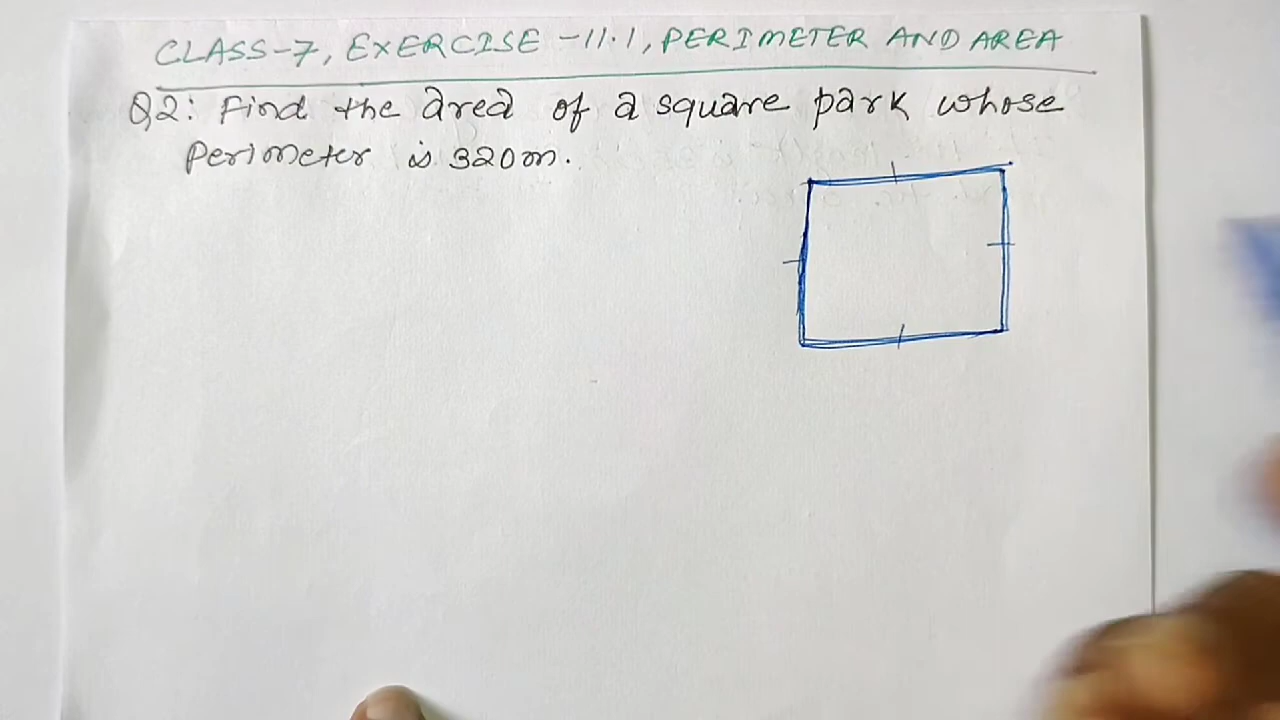 CLASS-7, EXERCISE -11.1, PERIMETER AND AREA
Q2: Find the area of a square park whose
Perimeter is 320m.